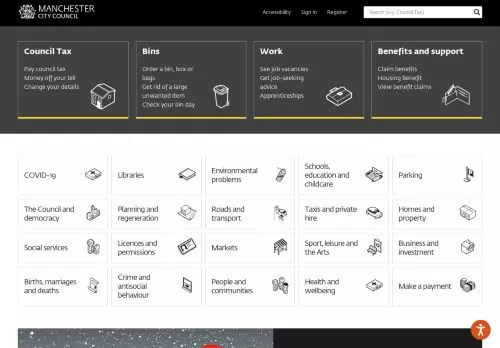 MANCHESTER
CITY COUNCIL
Accessibility Sign in Register
Search (e.g. Council Tax)
Council Tax
Pay council tax
Money off your bill
Change your details
Bins
Order a bin, box or
bags
Get rid of a large
unwanted item
Check your bin day
Work
See job vacancies
Get job-seeking
advice
Apprenticeships
Benefits and support
Claim benefits
Housing Benefit
View benefit claims
COVID-19
Libraries
Environmental
problems
Schools,
education and
childcare
Parking
The Council and
democracy
Planning and
regeneration
Roads and
transport
Taxis and private
hire
Homes and
property
Social services
Licences and
permissions
Markets
Sport, leisure and
the Arts
Business and
investment
Births, marriages
and deaths
Crime and
antisocial
behaviour
People and
communities
Health and
wellbeing
Make a payment